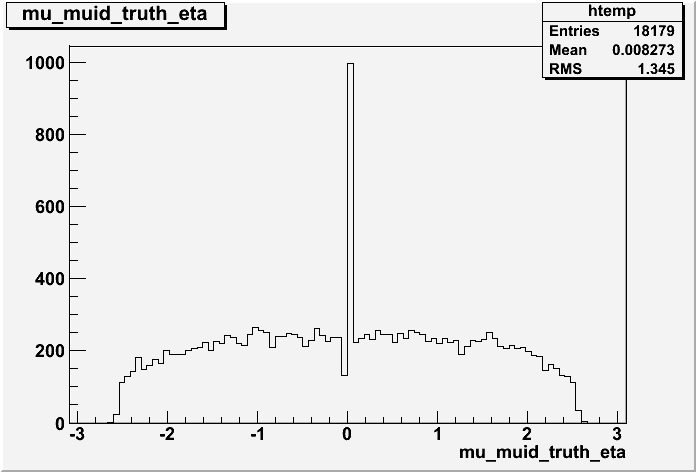 mu_muid_truth_eta
htemp
Entries 18179
Mean 0.008273
RMS 1.345
1000
800
600
400
200
0
-3 -2 -1 0 1 2 3
mu_muid_truth_eta